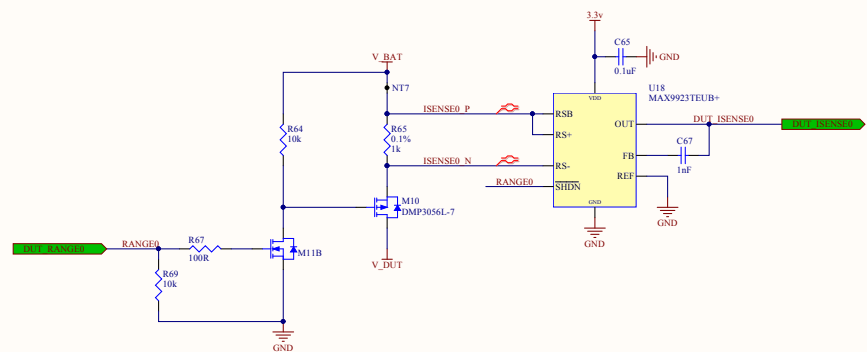 3.3v
C65
0.1uF
GND
V_BAT
NT7
U18
MAX9923TEUB+
VDD
ISENSE0_P
RSB
RS+
R64
10k
R65
0.1%
1k
OUT
DUT_ISENSE0
DUT_ISENSE0
C67
1nF
FB
ISENSE0_N
RS-
REF
RANGE0
SHDN
GND
GND
GND
M10
DMP3056L-7
DUT_RANGE0
RANGE0
R67
100R
M11B
V_DUT
R69
10k
GND